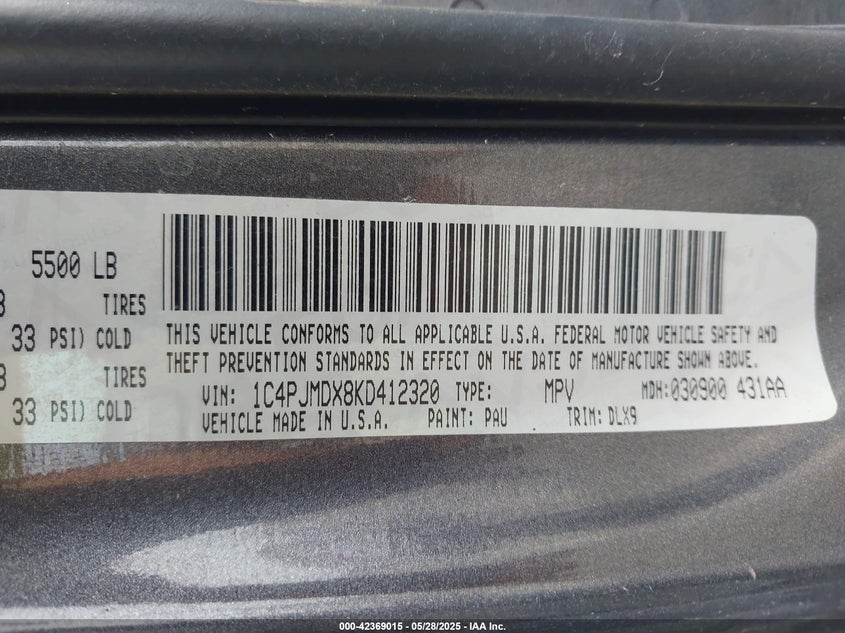 5500 LB
TIRES
33 PSI) COLD
TIRES
33 PSI) COLD
THIS VEHICLE CONFORMS TO ALL APPLICABLE U.S.A. FEDERAL MOTOR VEHICLE SAFETY AND
THEFT PREVENTION STANDARDS IN EFFECT ON THE DATE OF MANUFACTURE SHOWN ABOVE.
VIN: 1C4PJMDX8KD412320 TYPE: MPV MDH:030900 431AA
VEHICLE MADE IN U.S.A. PAINT: PAU TRIM: DLX9
000-42369015 - 05/28/2025 - IAA Inc.